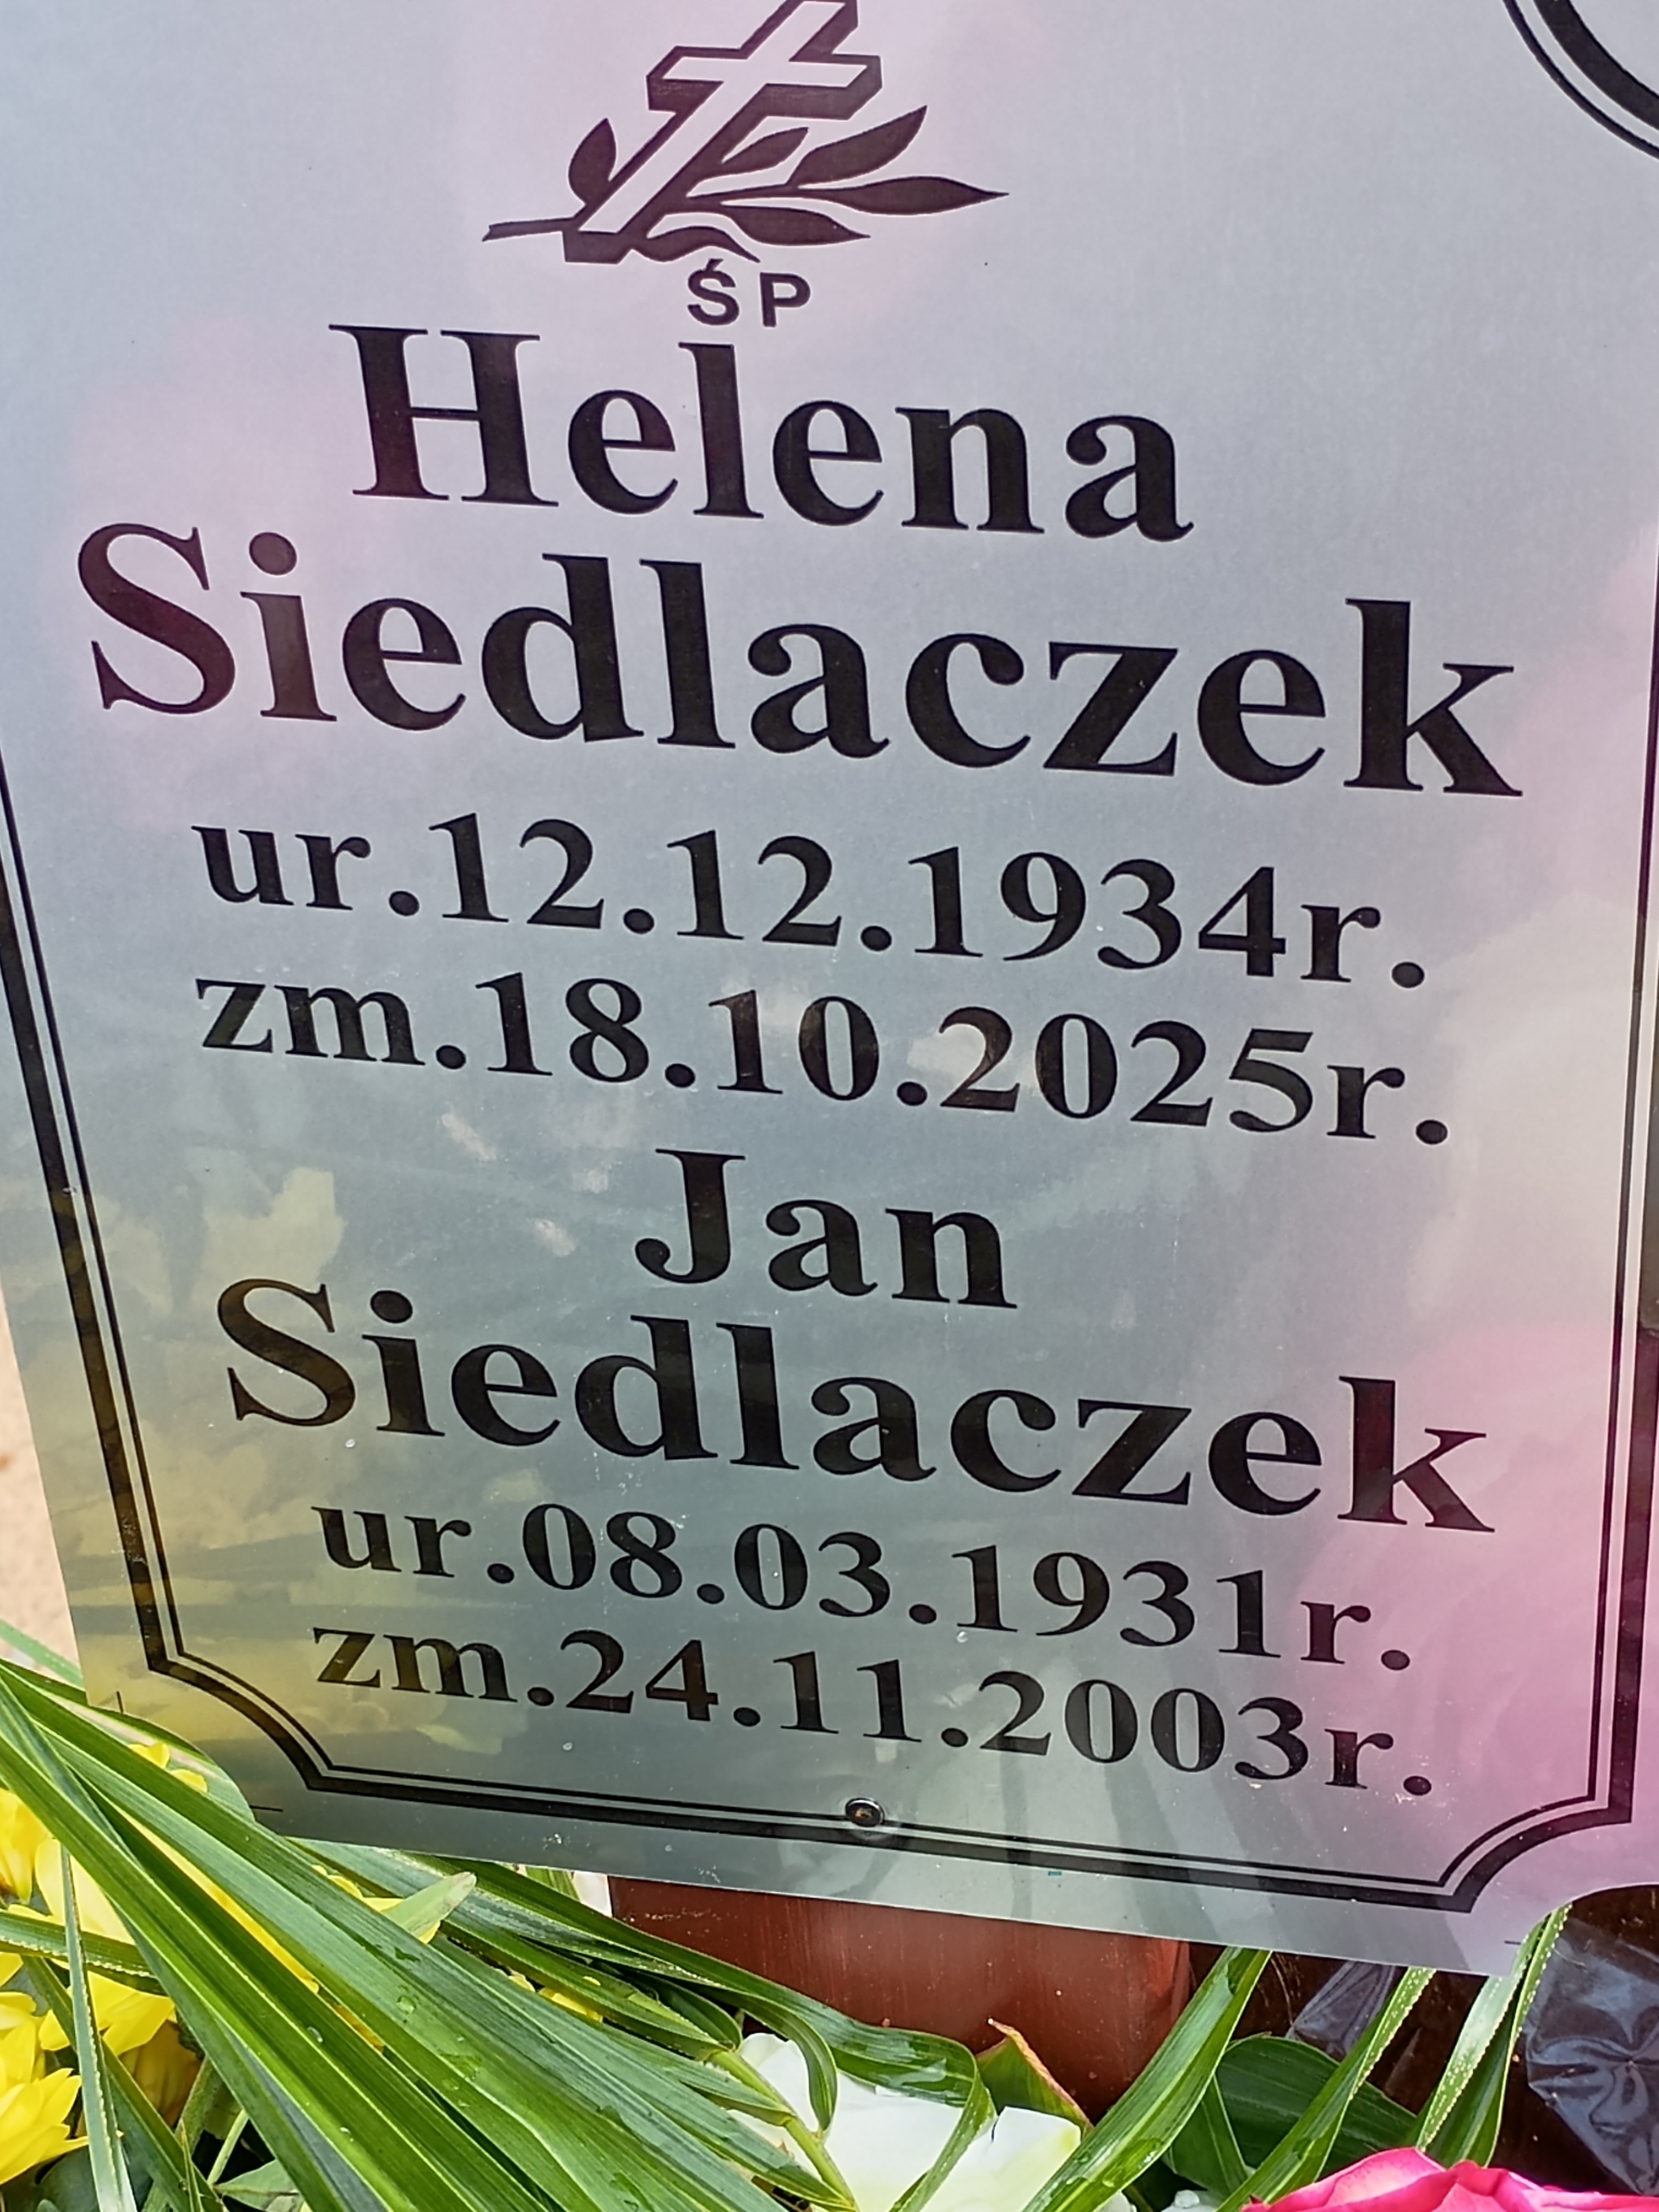 ŚP
Helena
Siedlaczek
ur.12.12.1934r.
zm.18.10.2025r.
Jan
Siedlaczek
ur.08.03.1931r.
zm.24.11.2003r.